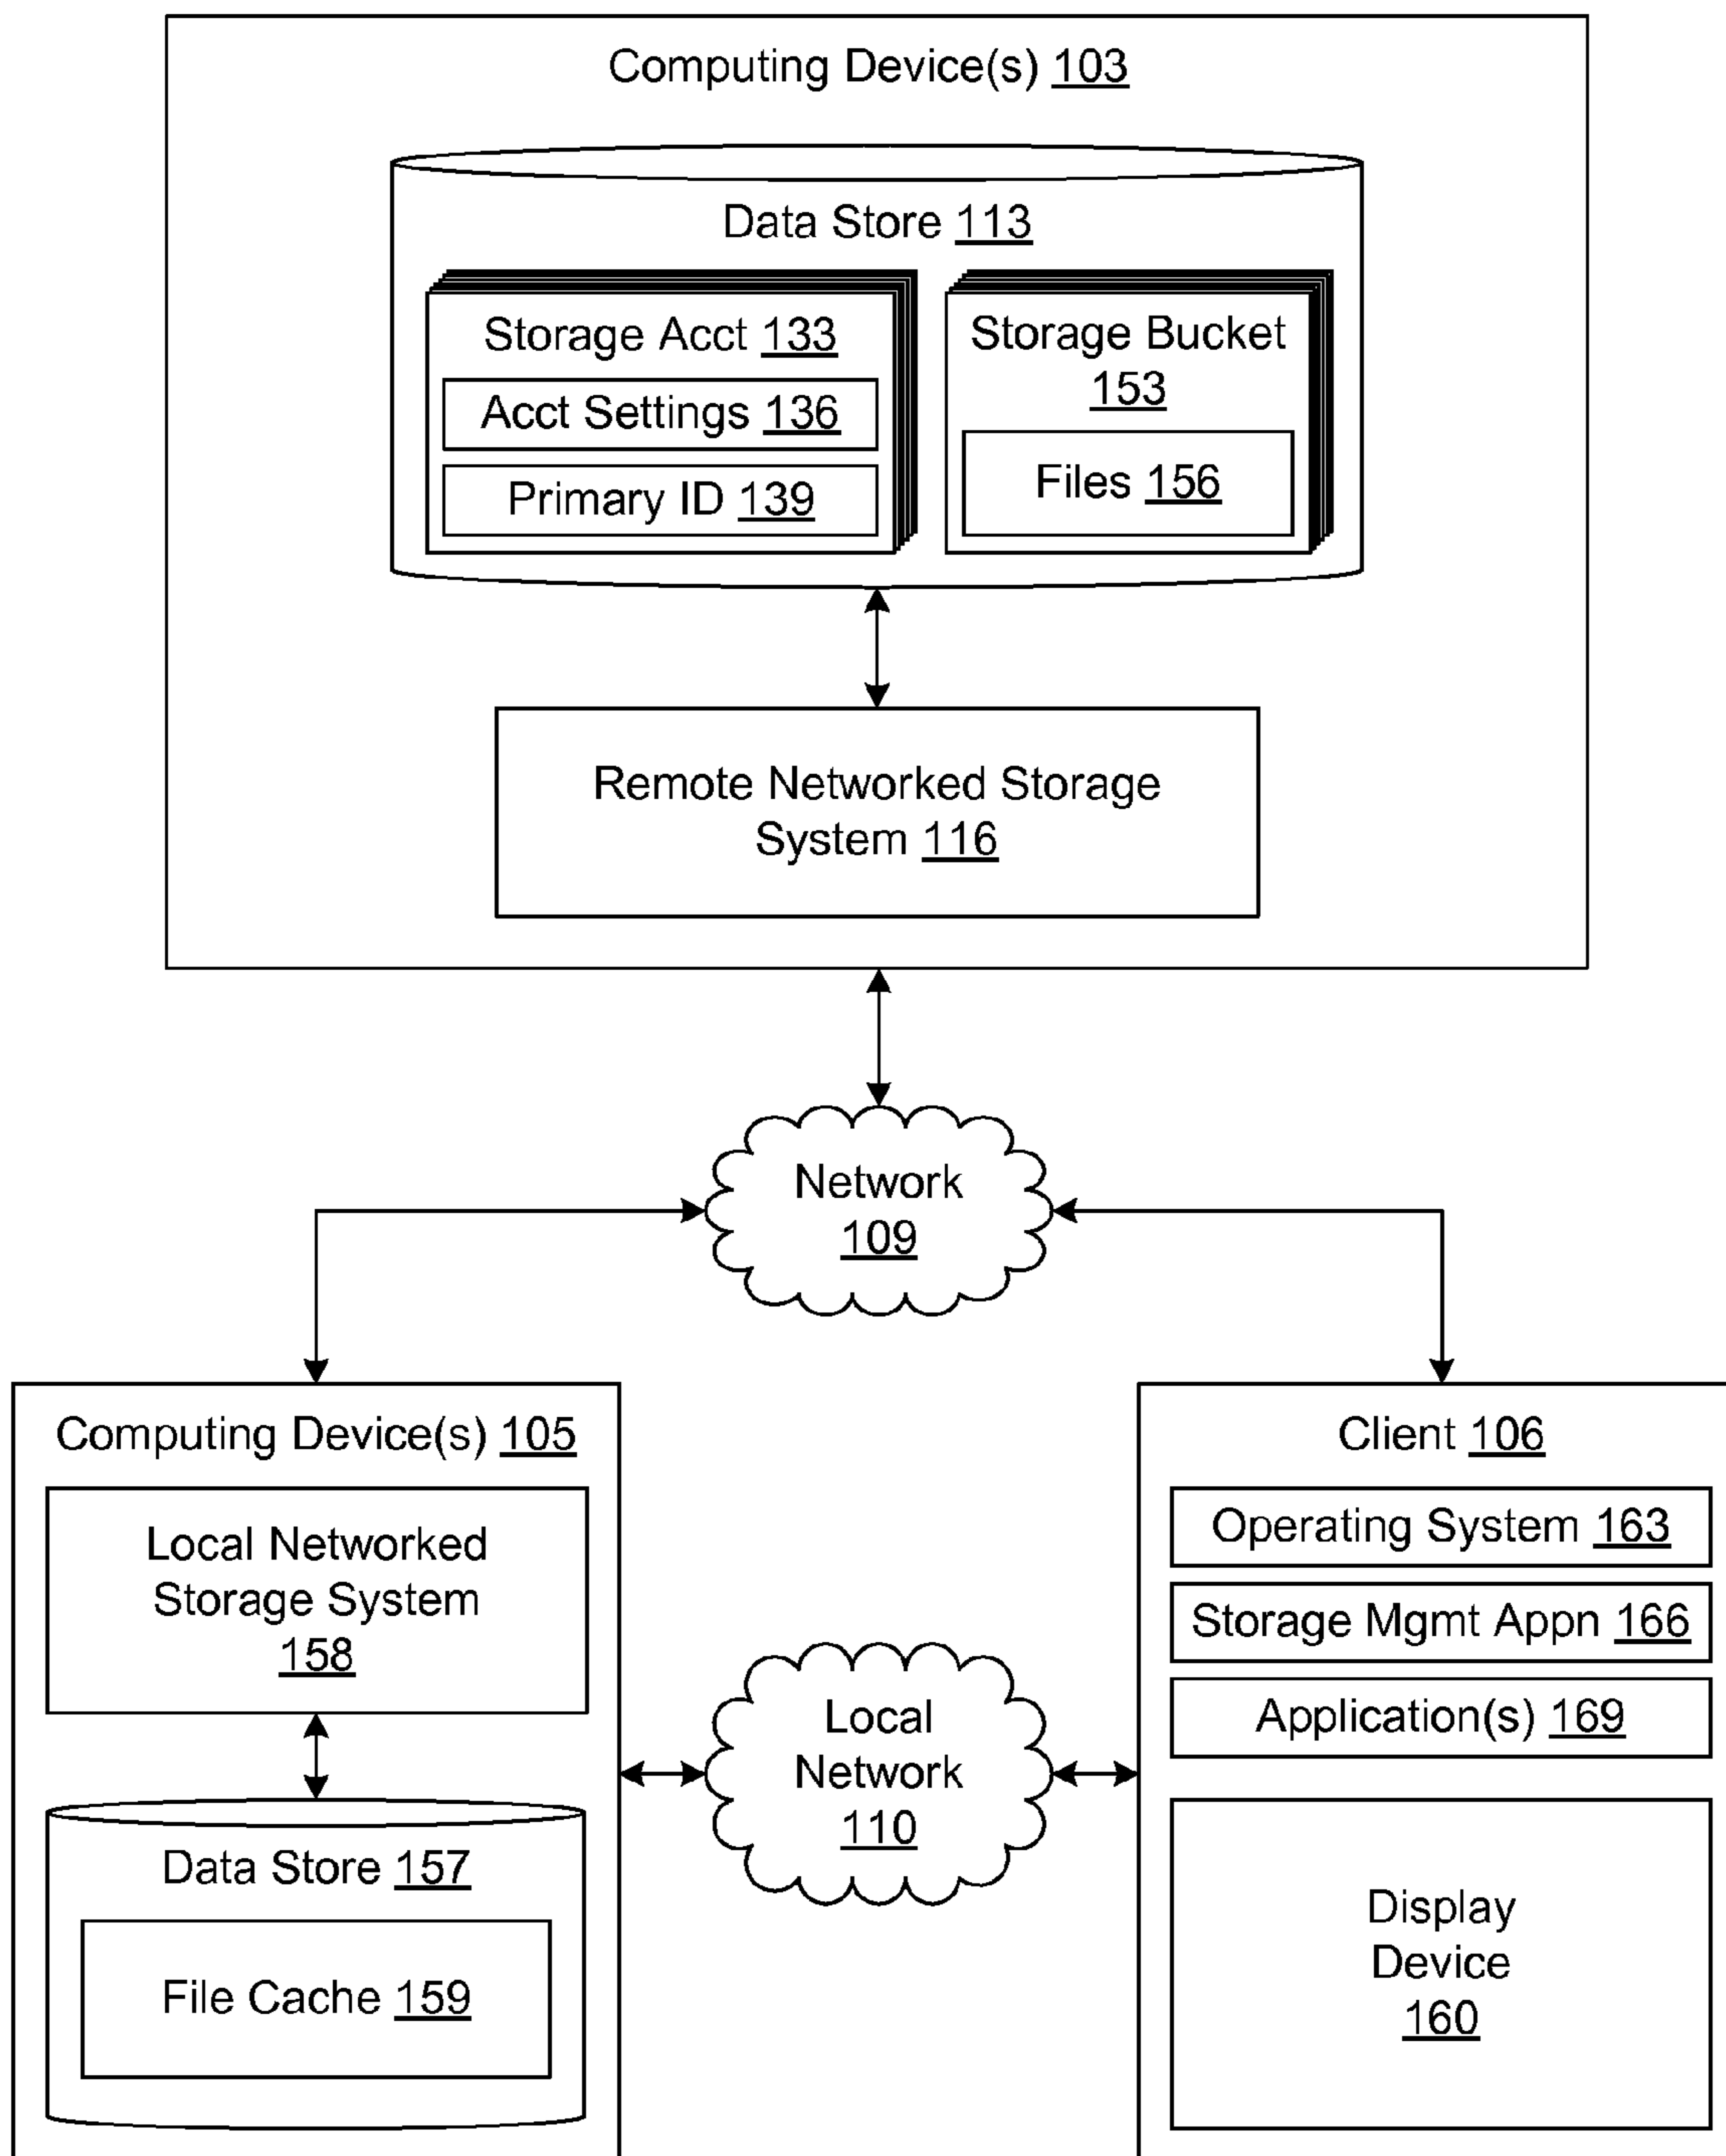 Computing Device(s) 103
Data Store 113
Storage Acct 133
Acct Settings 136
Primary ID 139
Storage Bucket
153
Files 156
Remote Networked Storage
System 116
Network
109
Computing Device(s) 105
Local Networked
Storage System
158
Data Store 157
File Cache 159
Local
Network
110
Client 106
Operating System 163
Storage Mgmt Appn 166
Application(s) 169
Display
Device
160